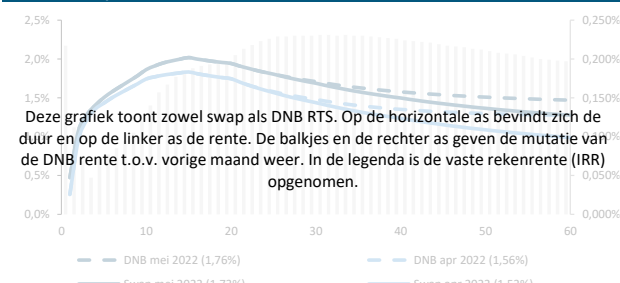 2,5%
0,250%
2,0%
0,200%
1,5%
0,150%
Deze grafiek toont zowel swap als DNB RTS. Op de horizontale as bevindt zich de
duur en op de linker as de rente. De balkjes en de rechter as geven de mutatie van
de DNB rente t.o.v. vorige maand weer. In de legenda is de vaste rekenrente (IRR)
opgenomen.
0,5%
0,0%
0,000%
0 10 20 30 40 50 60
DNB mei 2022 (1,76%)
DNB apr 2022 (1,56%)